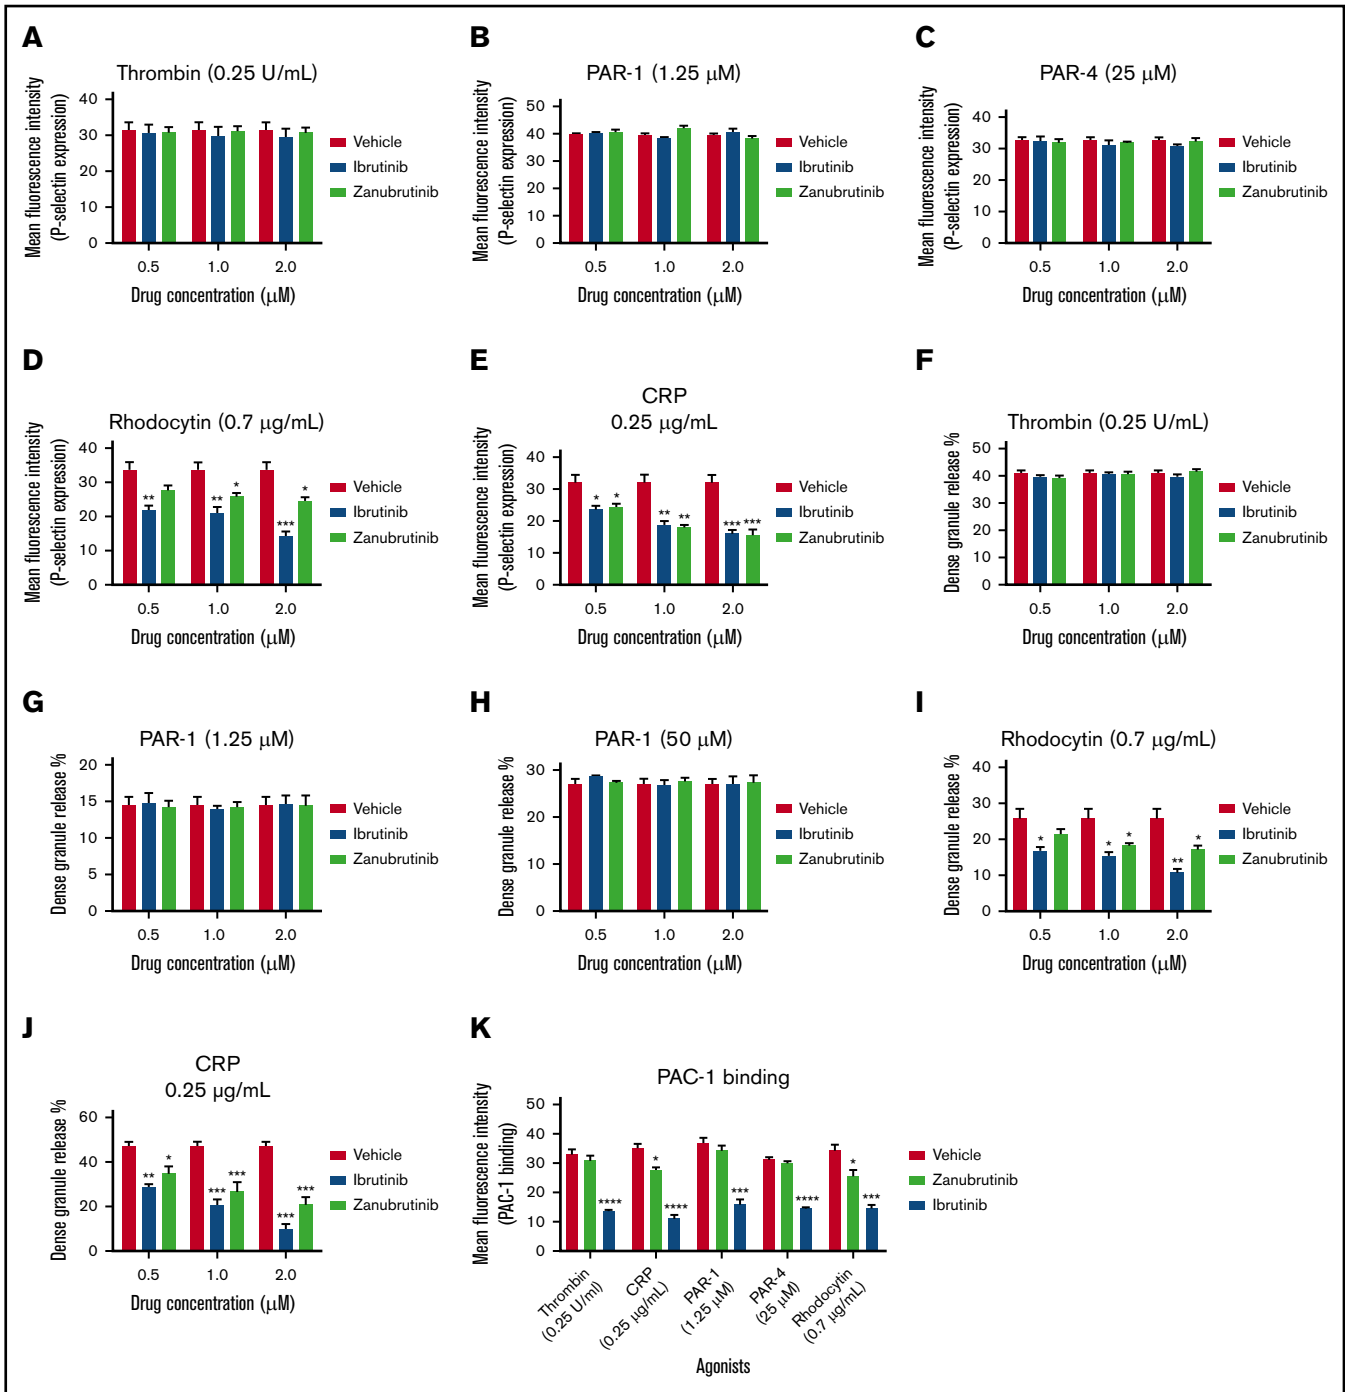 A
Thrombin (0.25 U/mL)
Mean fluorescence intensity
(P-selectin expression)
40
30
20
10
0
0.5 1.0 2.0
Drug concentration (μM)
Vehicle
Ibrutinib
Zanubrutinib
B
PAR-1 (1.25 μM)
Mean fluorescence intensity
(P-selectin expression)
50
40
30
20
10
0
0.5 1.0 2.0
Drug concentration (μM)
Vehicle
Ibrutinib
Zanubrutinib
C
PAR-4 (25 μM)
Mean fluorescence intensity
(P-selectin expression)
40
30
20
10
0
0.5 1.0 2.0
Drug concentration (μM)
Vehicle
Ibrutinib
Zanubrutinib
D
Rhodocytin (0.7 μg/mL)
Mean fluorescence intensity
(P-selectin expression)
40
30
20
10
0
** ** * *** *
0.5 1.0 2.0
Drug concentration (μM)
Vehicle
Ibrutinib
Zanubrutinib
E
CRP
0.25 μg/mL
Mean fluorescence intensity
(P-selectin expression)
40
30
20
10
0
* * ** ** *** ***
0.5 1.0 2.0
Drug concentration (μM)
Vehicle
Ibrutinib
Zanubrutinib
F
Thrombin (0.25 U/mL)
Dense granule release %
50
40
30
20
10
0
0.5 1.0 2.0
Drug concentration (μM)
Vehicle
Ibrutinib
Zanubrutinib
G
PAR-1 (1.25 μM)
Dense granule release %
20
15
10
5
0
0.5 1.0 2.0
Drug concentration (μM)
Vehicle
Ibrutinib
Zanubrutinib
H
PAR-1 (50 μM)
Dense granule release %
30
20
10
0
0.5 1.0 2.0
Drug concentration (μM)
Vehicle
Ibrutinib
Zanubrutinib
I
Rhodocytin (0.7 μg/mL)
Dense granule release %
40
30
20
10
0
* * * ** *
0.5 1.0 2.0
Drug concentration (μM)
Vehicle
Ibrutinib
Zanubrutinib
J
CRP
0.25 μg/mL
Dense granule release %
60
40
20
0
** * *** *** *** ***
0.5 1.0 2.0
Drug concentration (μM)
Vehicle
Ibrutinib
Zanubrutinib
K
PAC-1 binding
Mean fluorescence intensity
(PAC-1 binding)
50
40
30
20
10
0
**** * **** *** **** * ***
Thrombin
(0.25 U/ml)
CRP
(0.25 μg/mL)
PAR-1
(1.25 μM)
PAR-4
(25 μM)
Rhodocytin
(0.7 μg/mL)
Agonists
Vehicle
Zanubrutinib
Ibrutinib